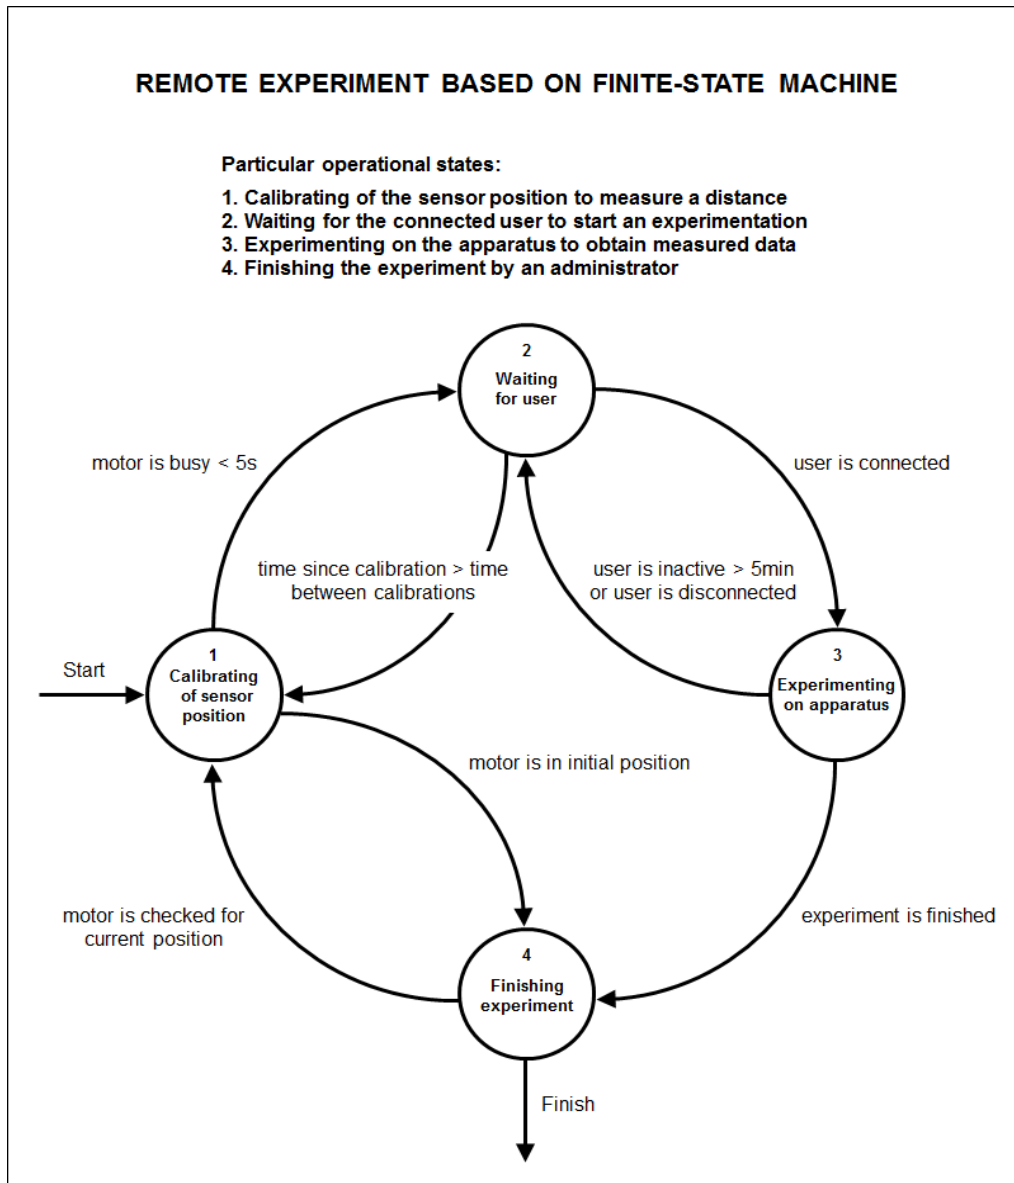 REMOTE EXPERIMENT BASED ON FINITE-STATE MACHINE
Particular operational states:
1. Calibrating of the sensor position to measure a distance
2. Waiting for the connected user to start an experimentation
3. Experimenting on the apparatus to obtain measured data
4. Finishing the experiment by an administrator
2
Waiting
for user
motor is busy < 5s
user is connected
time since calibration > time
between calibrations
user is inactive > 5min
or user is disconnected
Start
1
Calibrating
of sensor
position
3
Experimenting
on apparatus
motor is in initial position
motor is checked for
current position
experiment is finished
4
Finishing
experiment
Finish